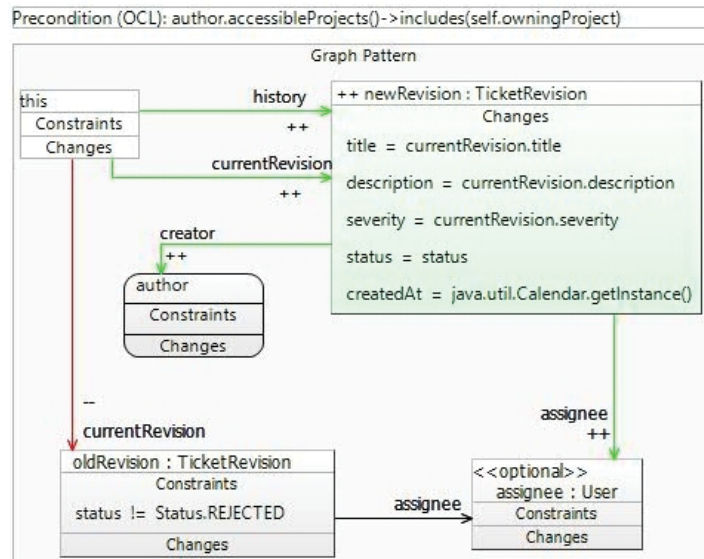 Precondition (OCL): author.accessibleProjects()->includes(self.owningProject)
Graph Pattern
this
Constraints
Changes
history
++
currentRevision
++
++ newRevision : TicketRevision
Changes
title = currentRevision.title
description = currentRevision.description
severity = currentRevision.severity
status = status
createdAt = java.util.Calendar.getInstance()
creator
++
author
Constraints
Changes
--
currentRevision
assignee
++
oldRevision : TicketRevision
Constraints
status != Status.REJECTED
Changes
assignee
<<optional>>
assignee : User
Constraints
Changes